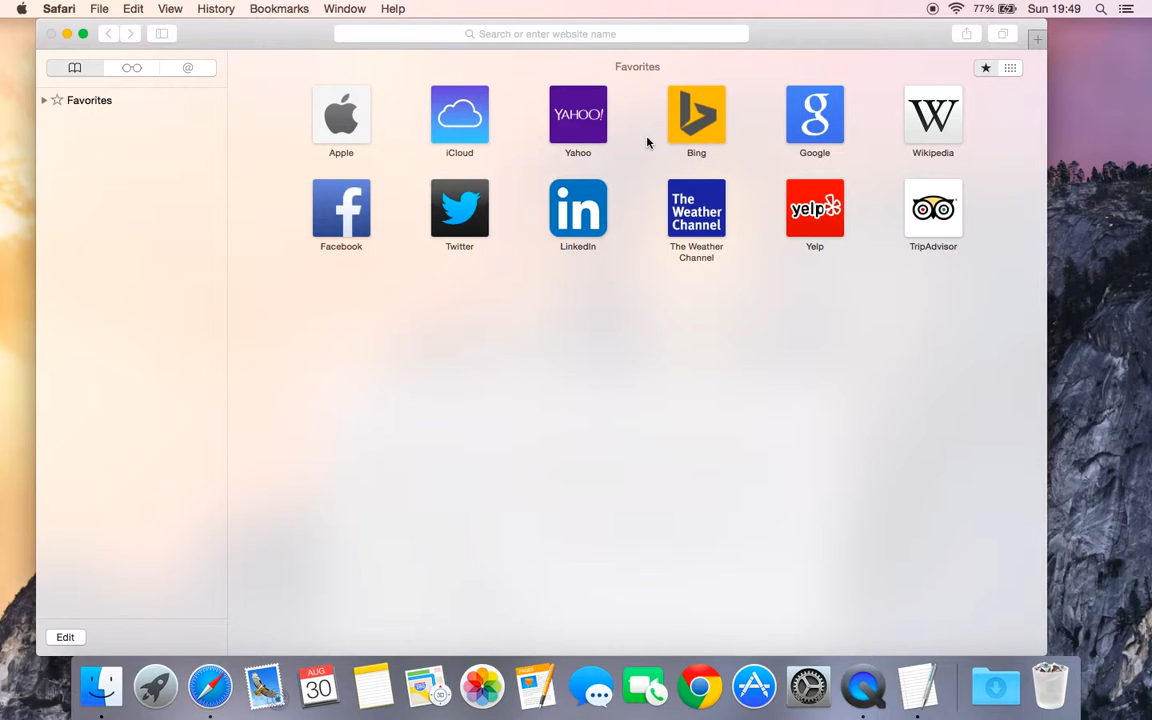 Safari File Edit View History Bookmarks Window Help 77% Sun 19:49
Search or enter website name
@
Favorites
Favorites
YAHOO!
W
Apple iCloud Yahoo Bing Google Wikipedia
f
in
The
Weather
Channel
yelp
Facebook Twitter LinkedIn The Weather
Channel Yelp TripAdvisor
Edit
AUG
30